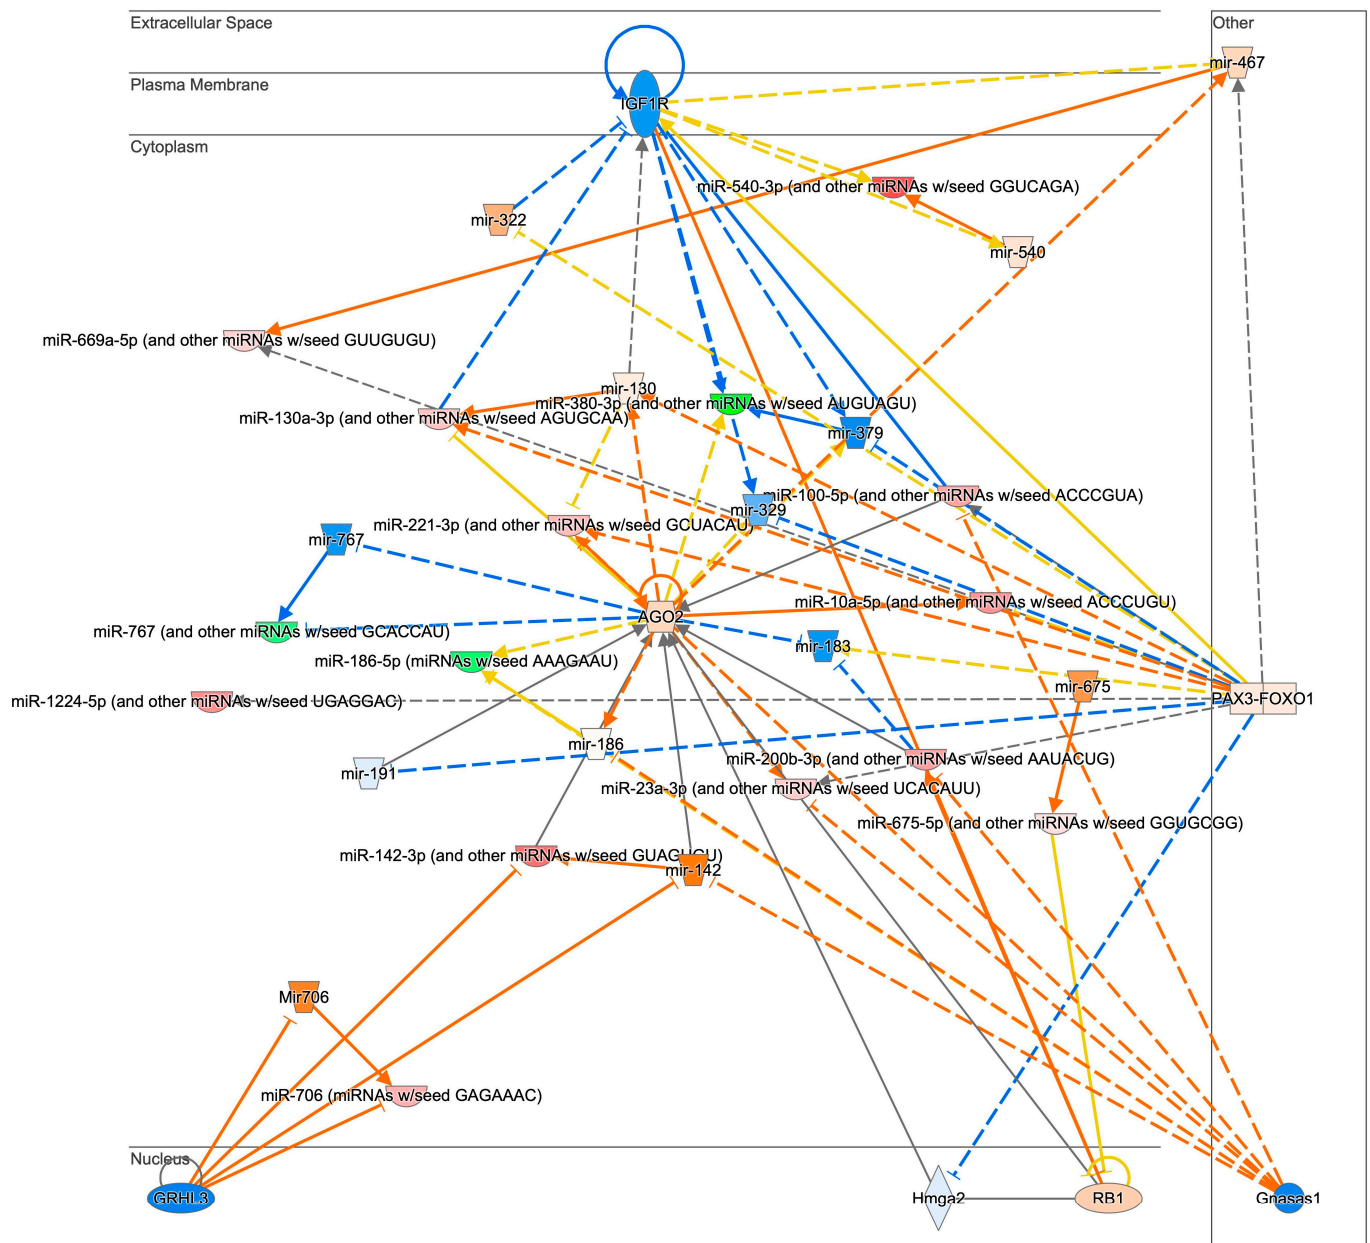 Extracellular Space
Other
mir-467
Plasma Membrane
IGF1R
Cytoplasm
miR-540-3p (and other miRNAs w/seed GGUCAGA)
mir-322
mir-540
miR-669a-5p (and other miRNAs w/seed GUUGUGU)
mir-130
miR-380-3p (and other miRNAs w/seed AUGUAGU)
miR-130a-3p (and other miRNAs w/seed AGUGCAA)
mir-379
miR-100-5p (and other miRNAs w/seed ACCCGUA)
mir-329
miR-221-3p (and other miRNAs w/seed GCUACAU)
mir-767
miR-10a-5p (and other miRNAs w/seed ACCCUGU)
AGO2
miR-767 (and other miRNAs w/seed GCACCAU)
mir-183
miR-186-5p (miRNAs w/seed AAAGAAU)
mir-675
miR-1224-5p (and other miRNAs w/seed UGAGGAC)
PAX3-FOXO1
mir-186
miR-200b-3p (and other miRNAs w/seed AAUACUG)
mir-191
miR-23a-3p (and other miRNAs w/seed UCACAUU)
miR-675-5p (and other miRNAs w/seed GGUGCGG)
miR-142-3p (and other miRNAs w/seed GUAGUGU)
mir-142
Mir706
miR-706 (miRNAs w/seed GAGAAAC)
Nucleus
GRHL3
Hmga2
RB1
Gnasas1